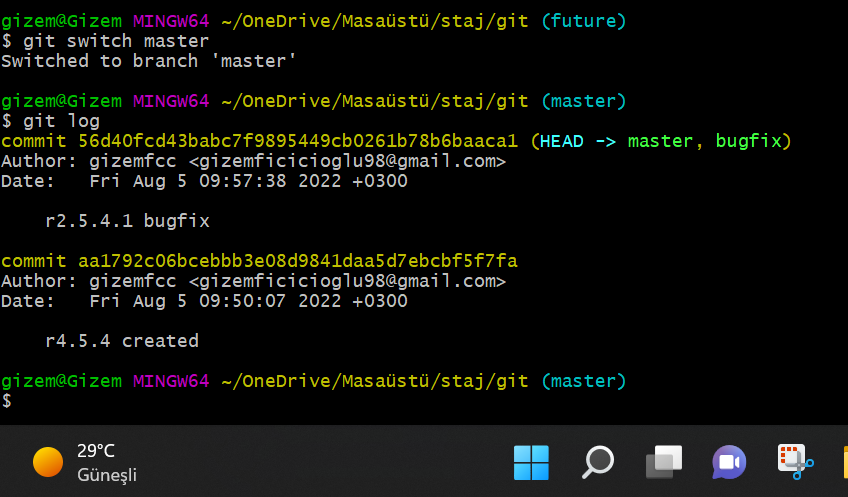 gizem@Gizem MINGW64 ~/OneDrive/Masaüstü/staj/git (future)
$ git switch master
Switched to branch 'master'
gizem@Gizem MINGW64 ~/OneDrive/Masaüstü/staj/git (master)
$ git log
commit 56d40fcd43babc7f9895449cb0261b78b6baaca1 (HEAD -> master, bugfix)
Author: gizemfcc <gizemficicioglu98@gmail.com>
Date:   Fri Aug 5 09:57:38 2022 +0300
    r2.5.4.1 bugfix
commit aa1792c06bcebbb3e08d9841daa5d7ebcbf5f7fa
Author: gizemfcc <gizemficicioglu98@gmail.com>
Date:   Fri Aug 5 09:50:07 2022 +0300
    r4.5.4 created
gizem@Gizem MINGW64 ~/OneDrive/Masaüstü/staj/git (master)
$
29°C
Güneşli